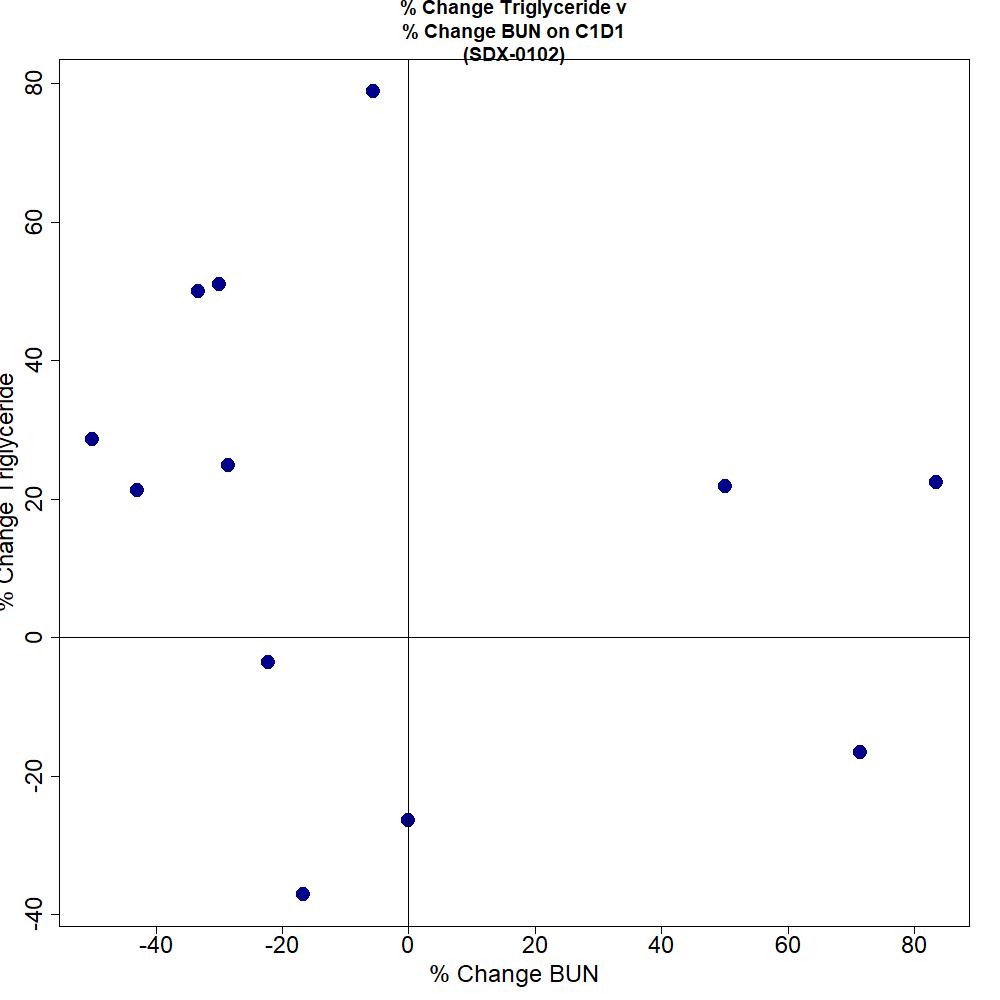 % Change Triglyceride v
% Change BUN on C1D1
(SDX-0102)
80
60
40
20
0
-20
-40
% Change Triglyceride
-40 -20 0 20 40 60 80
% Change BUN